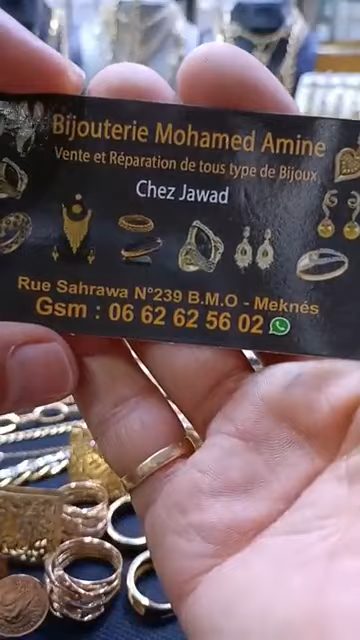 Bijouterie Mohamed Amine
Vente et Réparation de tous type de Bijoux
Chez Jawad
Rue Sahrawa N°239 B.M.O - Meknés
Gsm : 06 62 62 56 02